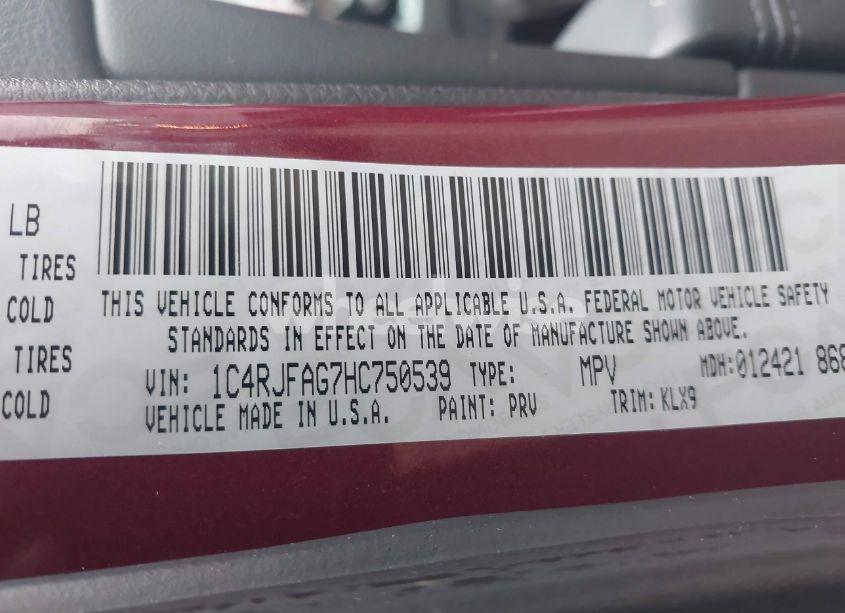 LB
TIRES
COLD
TIRES
COLD
THIS VEHICLE CONFORMS TO ALL APPLICABLE U.S.A. FEDERAL MOTOR VEHICLE SAFETY
STANDARDS IN EFFECT ON THE DATE OF MANUFACTURE SHOWN ABOVE.
VIN: 1C4RJFAG7HC750539 TYPE: MPV MDH:012421 868
VEHICLE MADE IN U.S.A. PAINT: PRV TRIM: KLX9